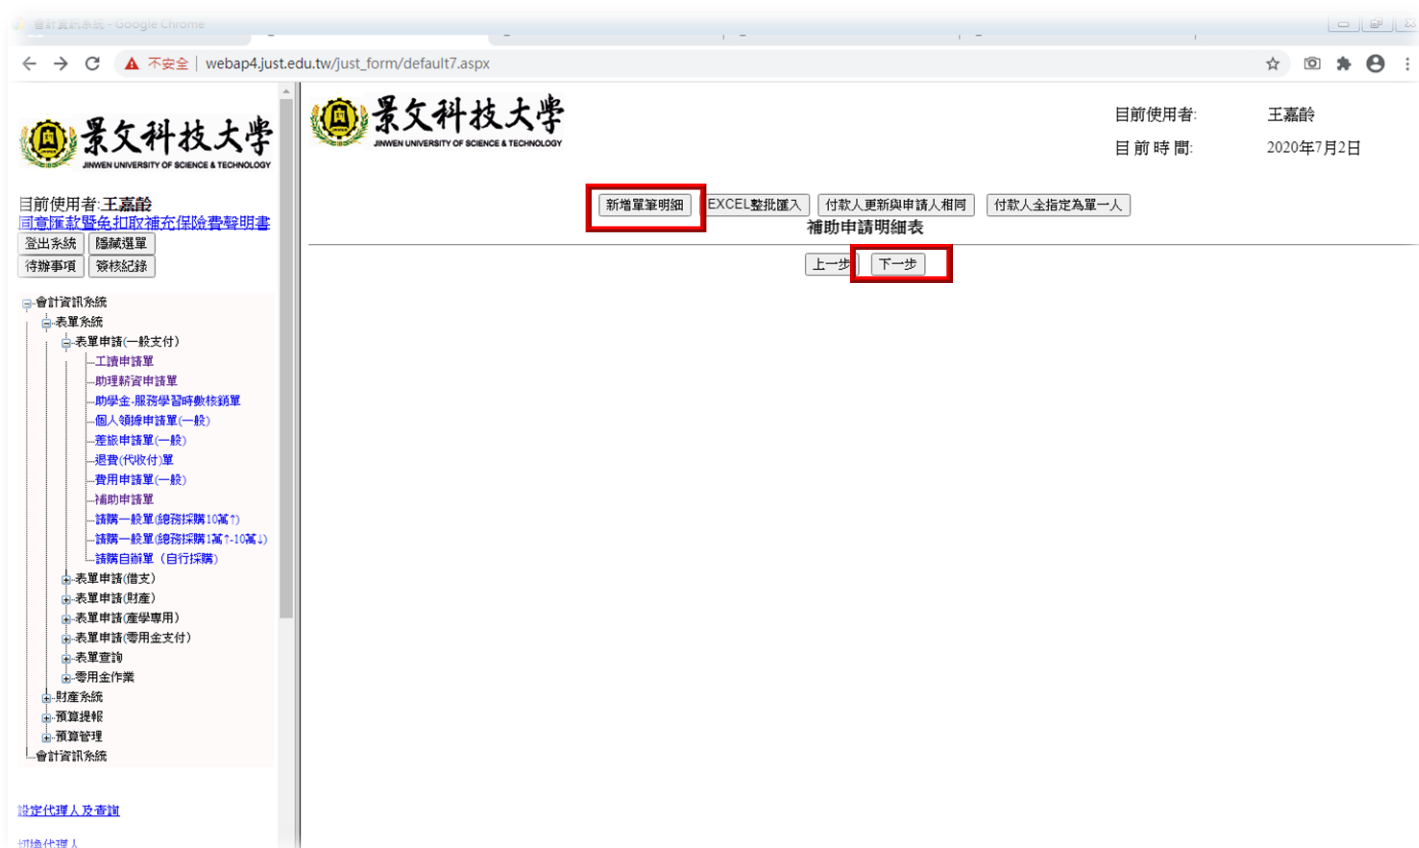 會計資訊系統 - Google Chrome
不安全 | webap4.just.edu.tw/just_form/default7.aspx
景文科技大學
JINWEN UNIVERSITY OF SCIENCE & TECHNOLOGY
目前使用者:王嘉齡
同意匯款暨免扣取補充保險費聲明書
登出系統 隱藏選單
待辦事項 簽核紀錄
會計資訊系統
表單系統
表單申請(一般支付)
工讀申請單
助理薪資申請單
助學金-服務學習時數核銷單
個人領據申請單(一般)
差旅申請單(一般)
退費(代收付)單
費用申請單(一般)
補助申請單
請購一般單(總務採購10萬↑)
請購一般單(總務採購1萬↑-10萬↓)
請購自辦單（自行採購）
表單申請(借支)
表單申請(財產)
表單申請(產學專用)
表單申請(零用金支付)
表單查詢
零用金作業
財產系統
預算提報
預算管理
會計資訊系統
設定代理人及查詢
切換代理人
景文科技大學
JINWEN UNIVERSITY OF SCIENCE & TECHNOLOGY
目前使用者: 王嘉齡
目前時間: 2020年7月2日
新增單筆明細 EXCEL整批匯入 付款人更新與申請人相同 付款人全指定為單一人
補助申請明細表
上一步 下一步